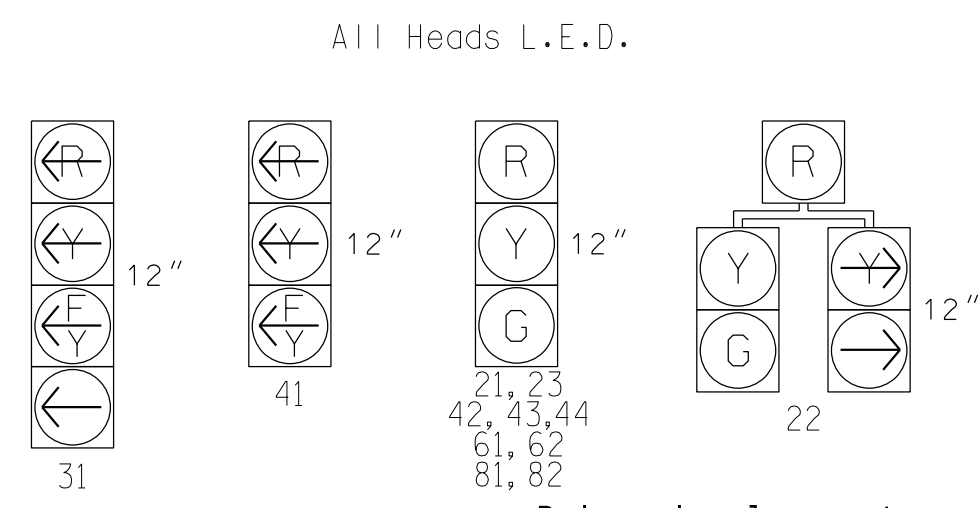 All Heads L.E.D.
R
Y
F
Y
12"
31
R
Y
F
Y
12"
41
R
Y
G
12"
21, 23
42, 43,44
61, 62
81, 82
R
Y
G
Y
12"
22